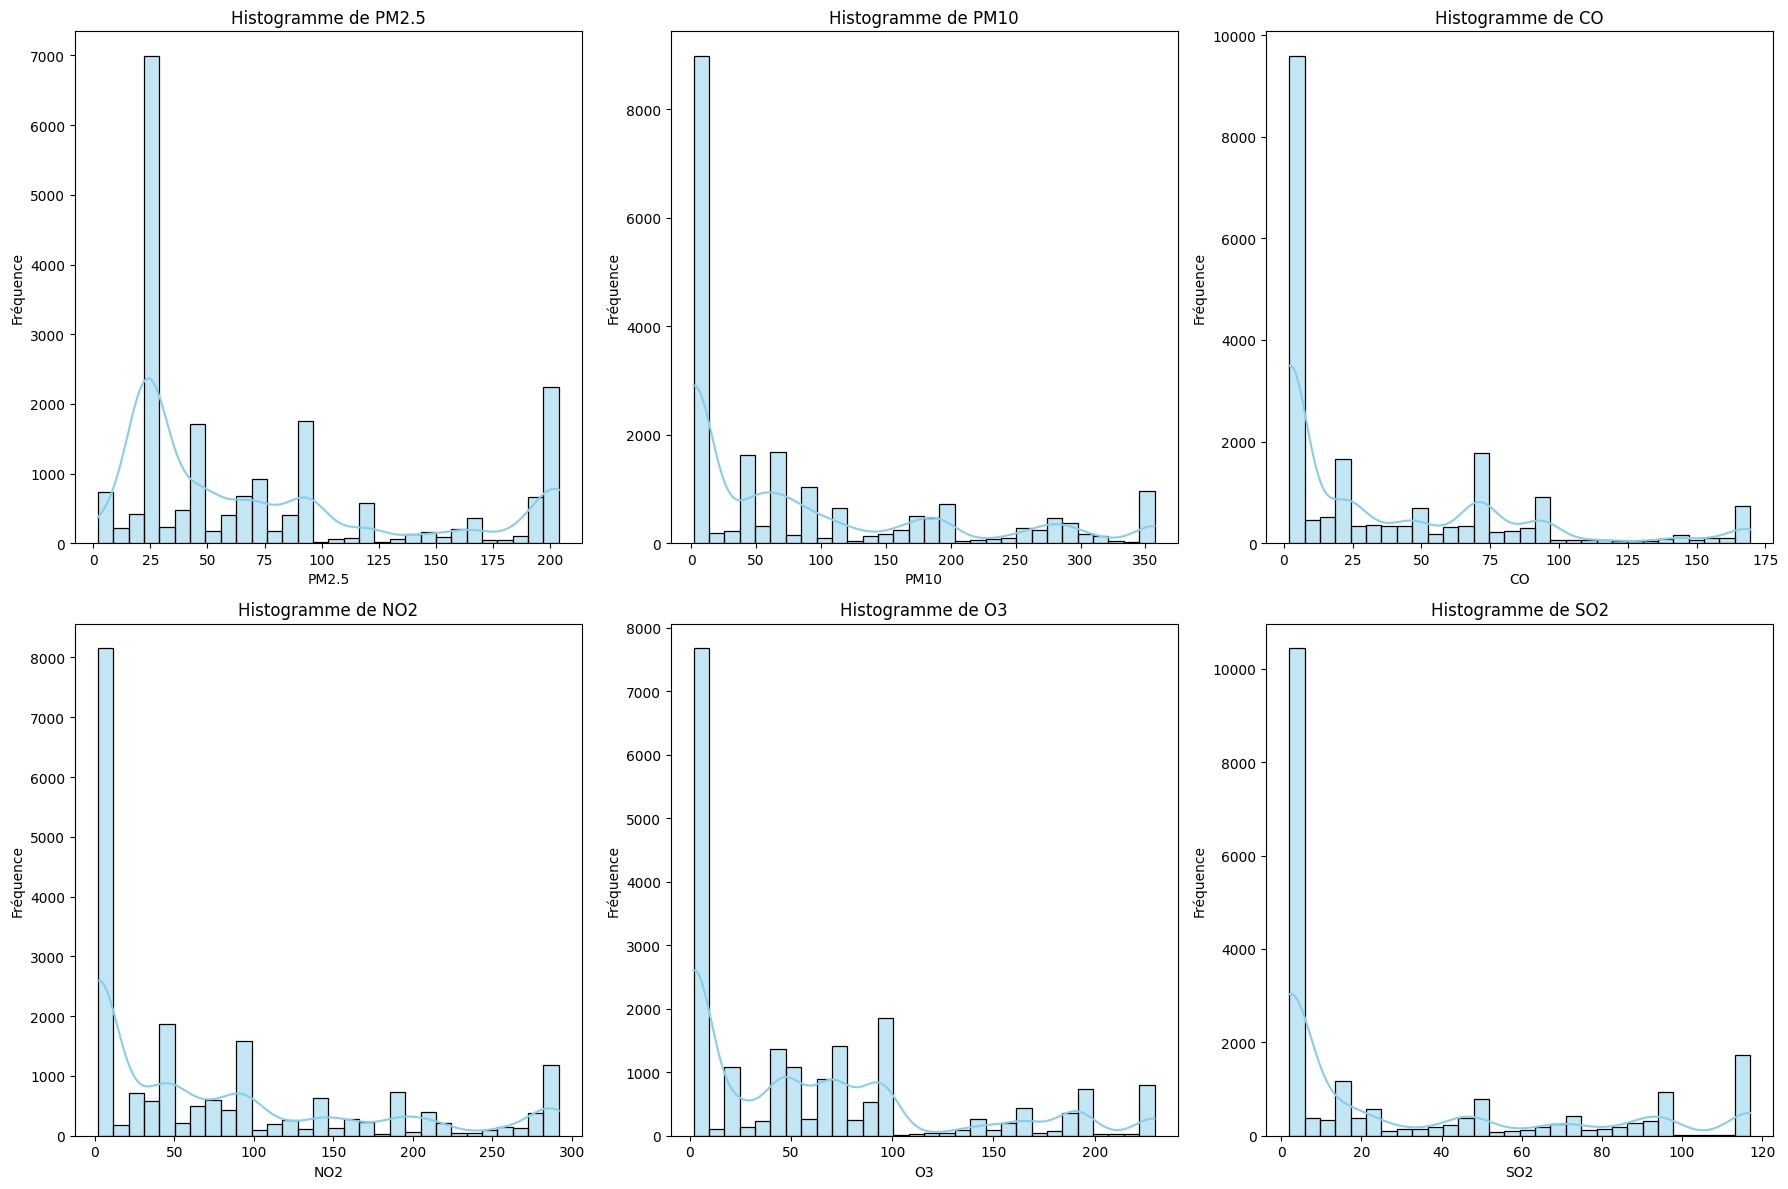 Histogramme de PM2.5
Fréquence
7000
6000
5000
4000
3000
2000
1000
0
0 25 50 75 100 125 150 175 200
PM2.5
Histogramme de PM10
Fréquence
8000
6000
4000
2000
0
0 50 100 150 200 250 300 350
PM10
Histogramme de CO
Fréquence
10000
8000
6000
4000
2000
0
0 25 50 75 100 125 150 175
CO
Histogramme de NO2
Fréquence
8000
7000
6000
5000
4000
3000
2000
1000
0
0 50 100 150 200 250 300
NO2
Histogramme de O3
Fréquence
8000
7000
6000
5000
4000
3000
2000
1000
0
0 50 100 150 200
O3
Histogramme de SO2
Fréquence
10000
8000
6000
4000
2000
0
0 20 40 60 80 100 120
SO2